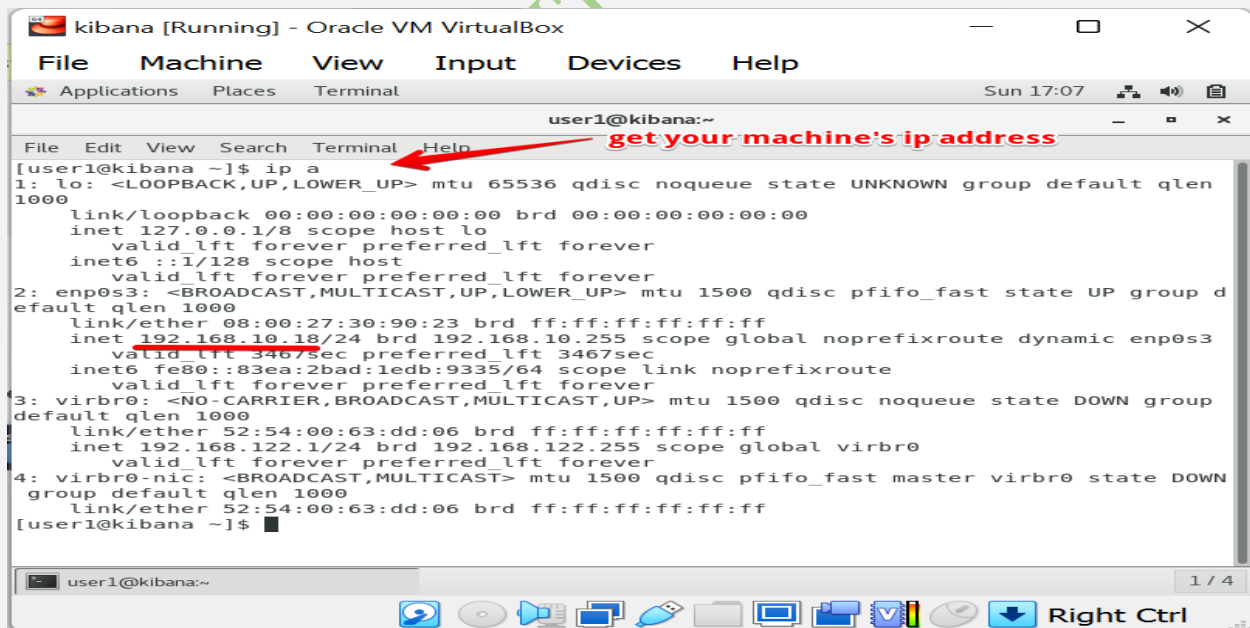 kibana [Running] - Oracle VM VirtualBox
File Machine View Input Devices Help
Applications Places Terminal Sun 17:07
user1@kibana:~
get your machine's ip address
File Edit View Search Terminal Help
[user1@kibana ~]$ ip a
1: lo: <LOOPBACK,UP,LOWER_UP> mtu 65536 qdisc noqueue state UNKNOWN group default qlen
1000
link/loopback 00:00:00:00:00:00 brd 00:00:00:00:00:00
inet 127.0.0.1/8 scope host lo
valid_lft forever preferred_lft forever
inet6 ::1/128 scope host
valid_lft forever preferred_lft forever
2: enp0s3: <BROADCAST,MULTICAST,UP,LOWER_UP> mtu 1500 qdisc pfifo_fast state UP group d
efault qlen 1000
link/ether 08:00:27:30:90:23 brd ff:ff:ff:ff:ff:ff
inet 192.168.10.18/24 brd 192.168.10.255 scope global noprefixroute dynamic enp0s3
valid_lft 3467sec preferred_lft 3467sec
inet6 fe80::83ea:2bad:1edb:9335/64 scope link noprefixroute
valid_lft forever preferred_lft forever
3: virbr0: <NO-CARRIER,BROADCAST,MULTICAST,UP> mtu 1500 qdisc noqueue state DOWN group
default qlen 1000
link/ether 52:54:00:63:dd:06 brd ff:ff:ff:ff:ff:ff
inet 192.168.122.1/24 brd 192.168.122.255 scope global virbr0
valid_lft forever preferred_lft forever
4: virbr0-nic: <BROADCAST,MULTICAST> mtu 1500 qdisc pfifo_fast master virbr0 state DOWN
group default qlen 1000
link/ether 52:54:00:63:dd:06 brd ff:ff:ff:ff:ff:ff
[user1@kibana ~]$
user1@kibana:~ 1 / 4
Right Ctrl